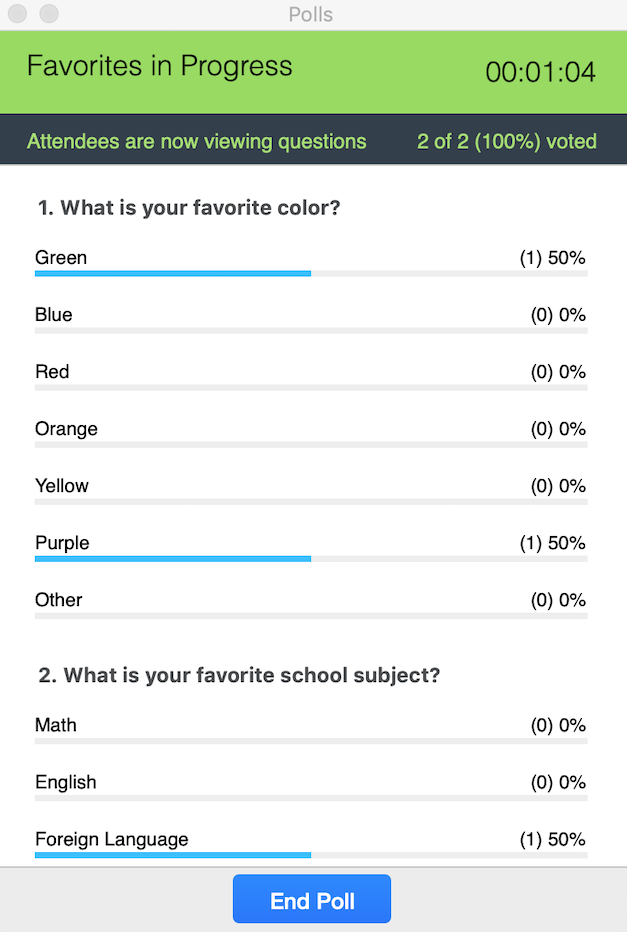 Polls
Favorites in Progress 00:01:04
Attendees are now viewing questions 2 of 2 (100%) voted
1. What is your favorite color?
Green (1) 50%
Blue (0) 0%
Red (0) 0%
Orange (0) 0%
Yellow (0) 0%
Purple (1) 50%
Other (0) 0%
2. What is your favorite school subject?
Math (0) 0%
English (0) 0%
Foreign Language (1) 50%
End Poll